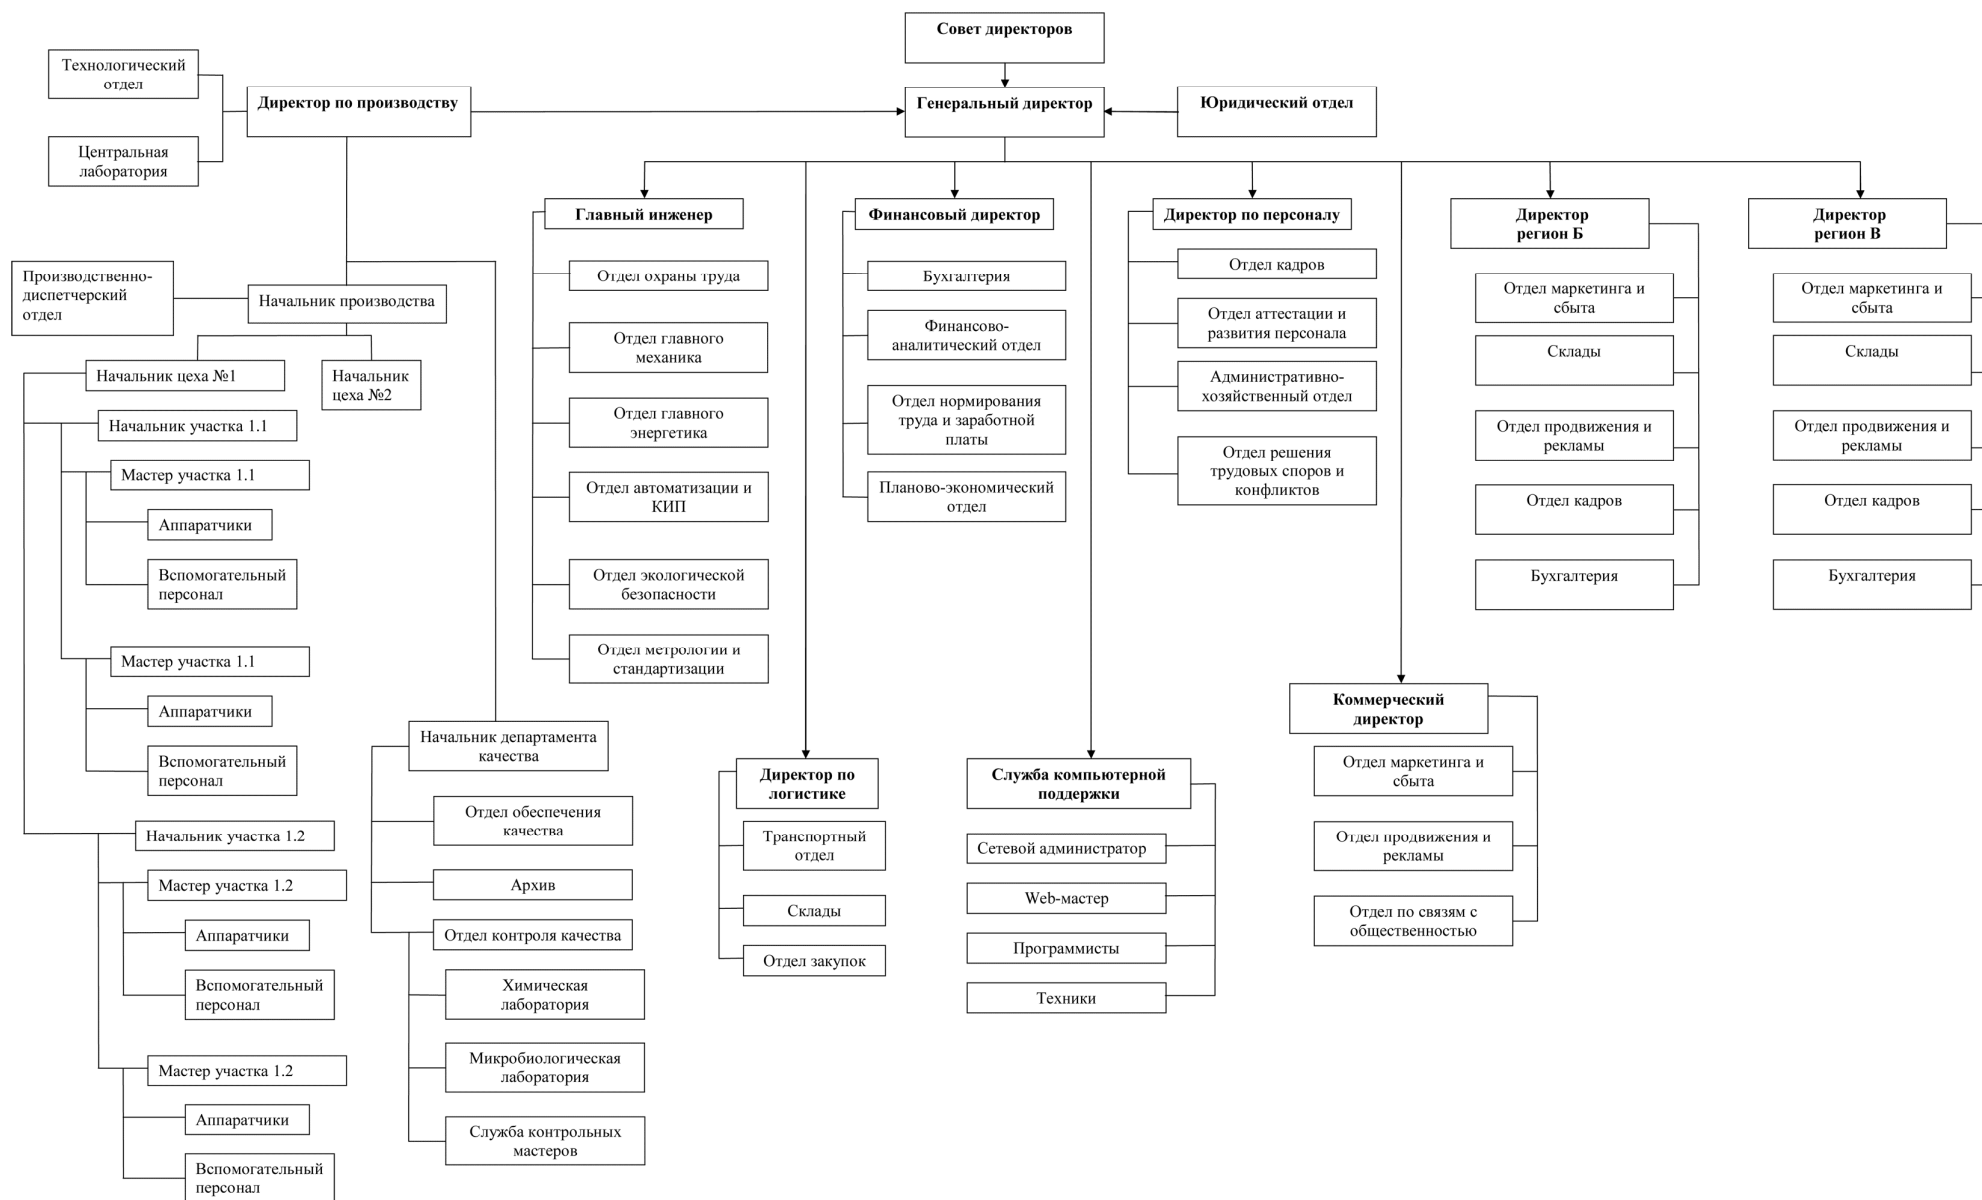 Совет директоров
Технологический
отдел
Директор по производству
Генеральный директор
Юридический отдел
Центральная
лаборатория
Главный инженер
Финансовый директор
Директор по персоналу
Директор
регион Б
Директор
регион В
Производственно-
диспетчерский
отдел
Начальник производства
Начальник цеха №1
Начальник
цеха №2
Начальник участка 1.1
Мастер участка 1.1
Аппаратчики
Вспомогательный
персонал
Мастер участка 1.1
Аппаратчики
Вспомогательный
персонал
Начальник участка 1.2
Мастер участка 1.2
Аппаратчики
Вспомогательный
персонал
Мастер участка 1.2
Аппаратчики
Вспомогательный
персонал
Начальник департамента
качества
Отдел обеспечения
качества
Архив
Отдел контроля качества
Химическая
лаборатория
Микробиологическая
лаборатория
Служба контрольных
мастеров
Отдел охраны труда
Отдел главного
механика
Отдел главного
энергетика
Отдел автоматизации и
КИП
Отдел экологической
безопасности
Отдел метрологии и
стандартизации
Директор по
логистике
Транспортный
отдел
Склады
Отдел закупок
Бухгалтерия
Финансово-
аналитический отдел
Отдел нормирования
труда и заработной
платы
Планово-экономический
отдел
Служба компьютерной
поддержки
Сетевой администратор
Web-мастер
Программисты
Техники
Отдел кадров
Отдел аттестации и
развития персонала
Административно-
хозяйственный отдел
Отдел решения
трудовых споров и
конфликтов
Коммерческий
директор
Отдел маркетинга и
сбыта
Отдел продвижения и
рекламы
Отдел по связям с
общественностью
Отдел маркетинга и
сбыта
Склады
Отдел продвижения и
рекламы
Отдел кадров
Бухгалтерия
Отдел маркетинга и
сбыта
Склады
Отдел продвижения и
рекламы
Отдел кадров
Бухгалтерия